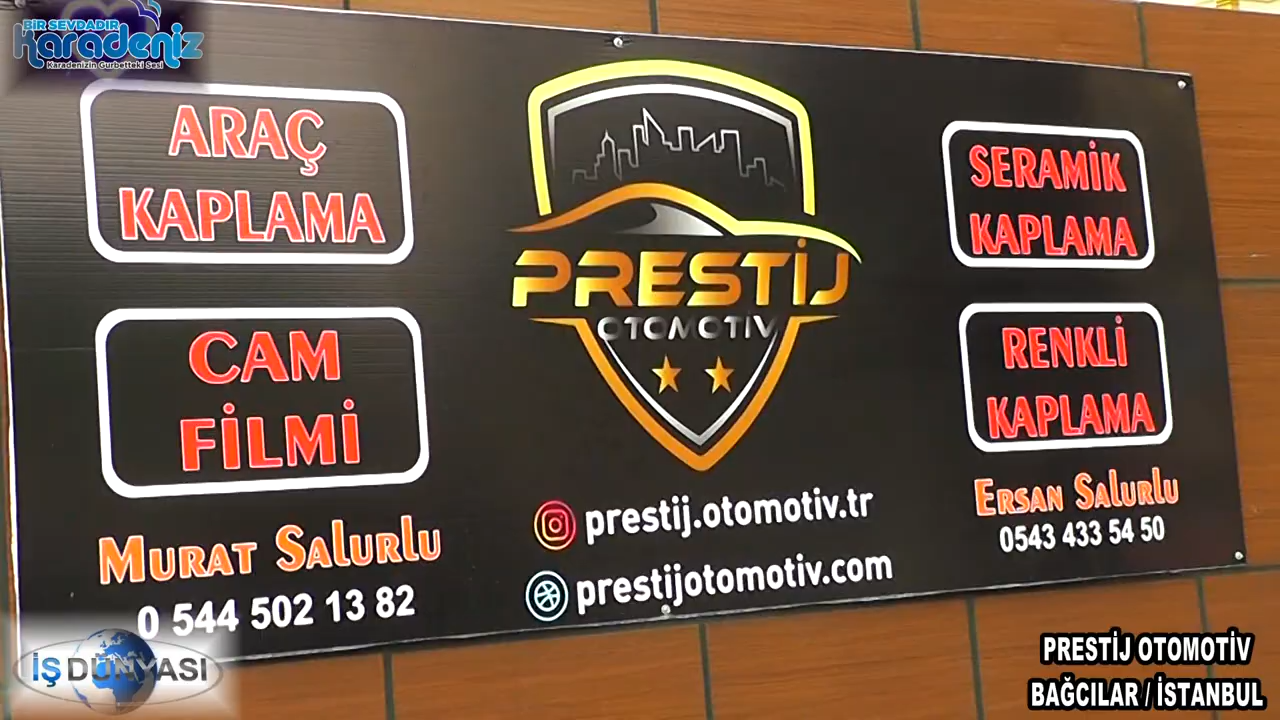 BİR SEVDADIR
Karadeniz
Karadenizin Gurbetteki Sesi
ARAÇ
KAPLAMA
CAM
FİLMİ
MURAT SALURLU
0 544 502 13 82
PRESTİJ
OTOMOTİV
prestij.otomotiv.tr
prestijotomotiv.com
SERAMİK
KAPLAMA
RENKLİ
KAPLAMA
ERSAN SALURLU
0543 433 54 50
İŞ DÜNYASI
PRESTİJ OTOMOTİV
BAĞCILAR / İSTANBUL